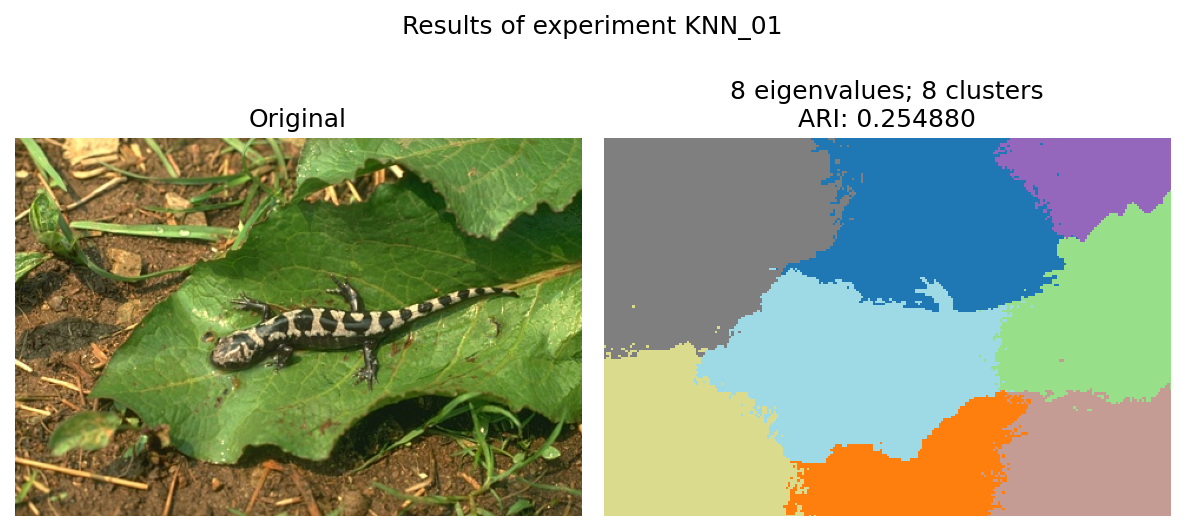 Results of experiment KNN_01
Original
8 eigenvalues; 8 clusters
ARI: 0.254880